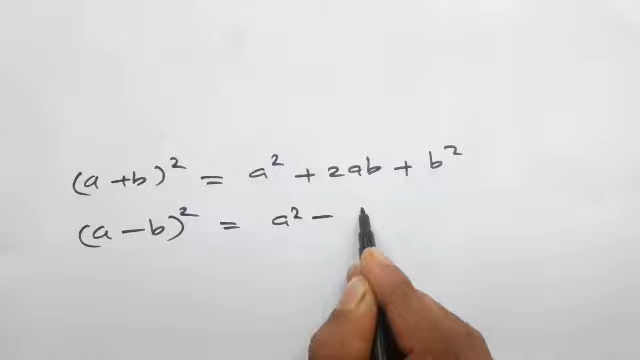 (a + b)² = a² + 2ab + b²
(a − b)² = a² −